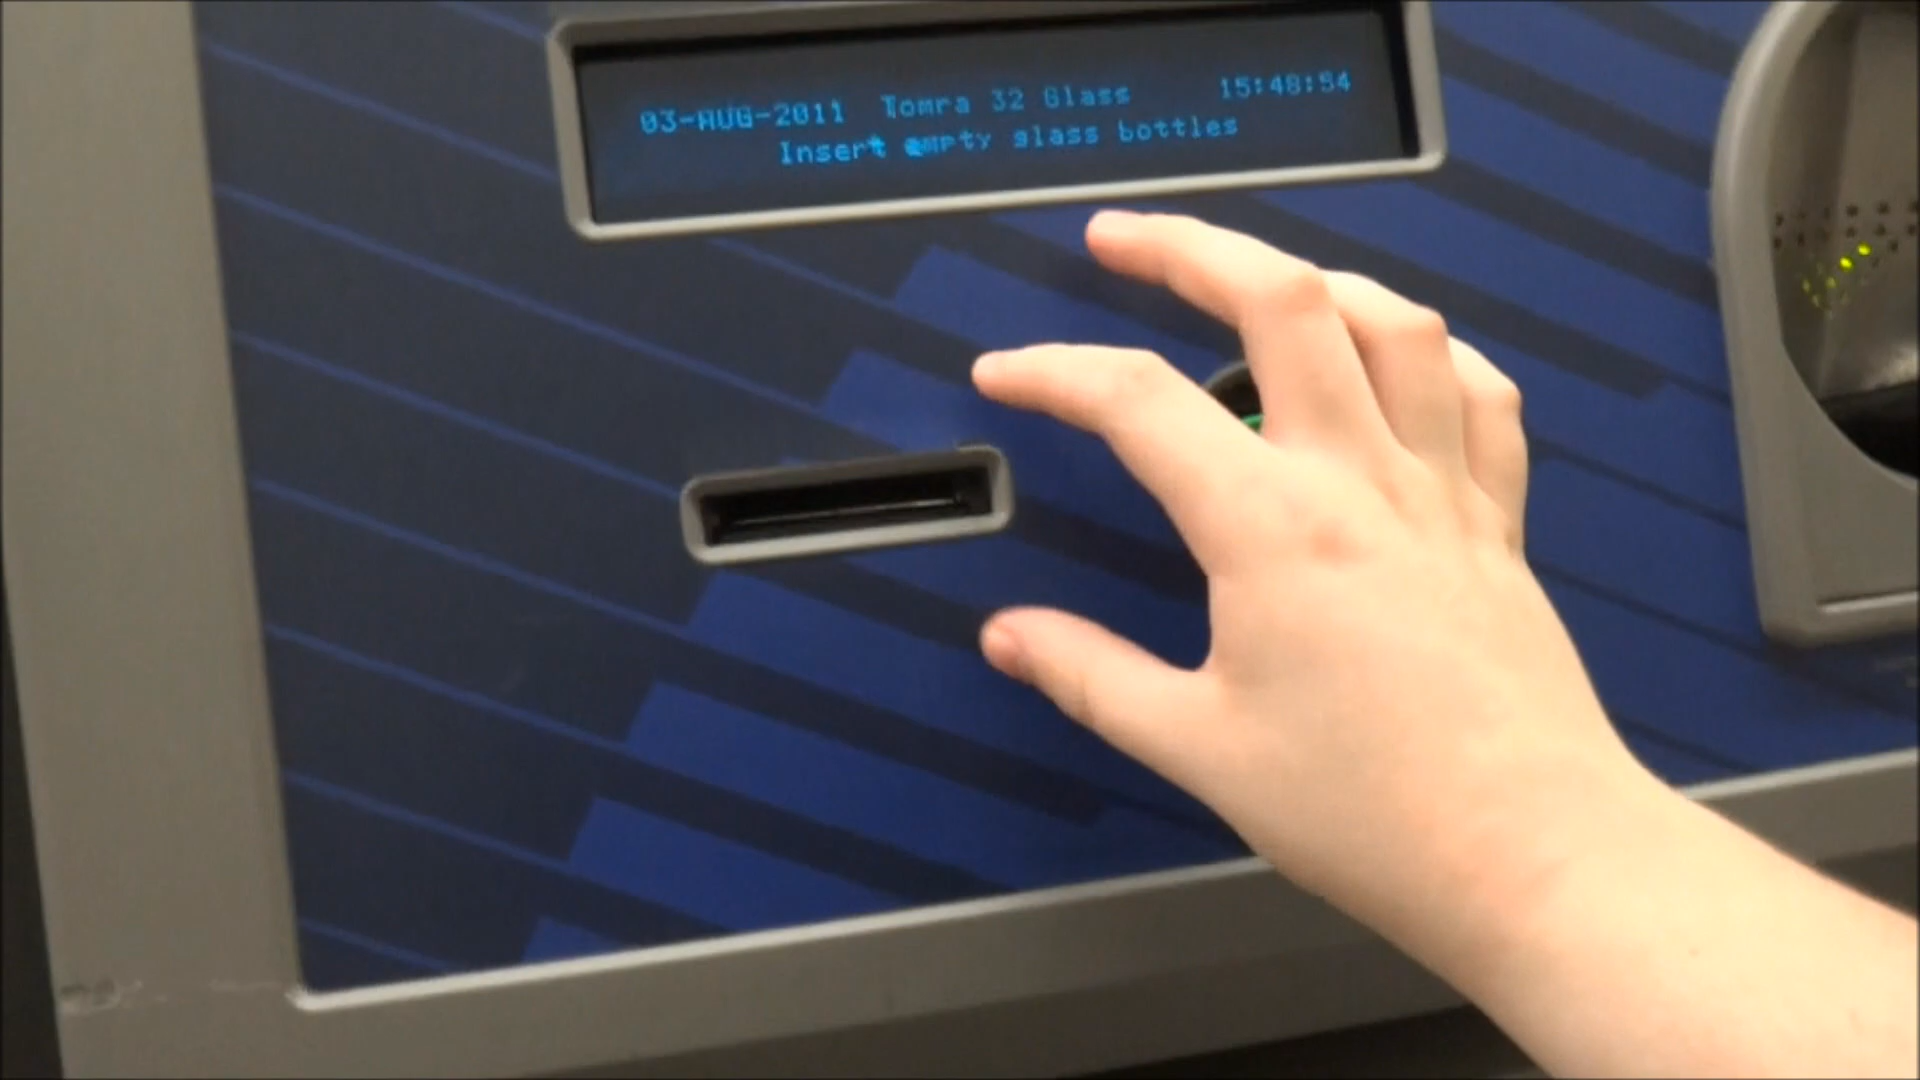 03-AUG-2011 Tomra 32 Glass 15:48:54
Insert empty glass bottles